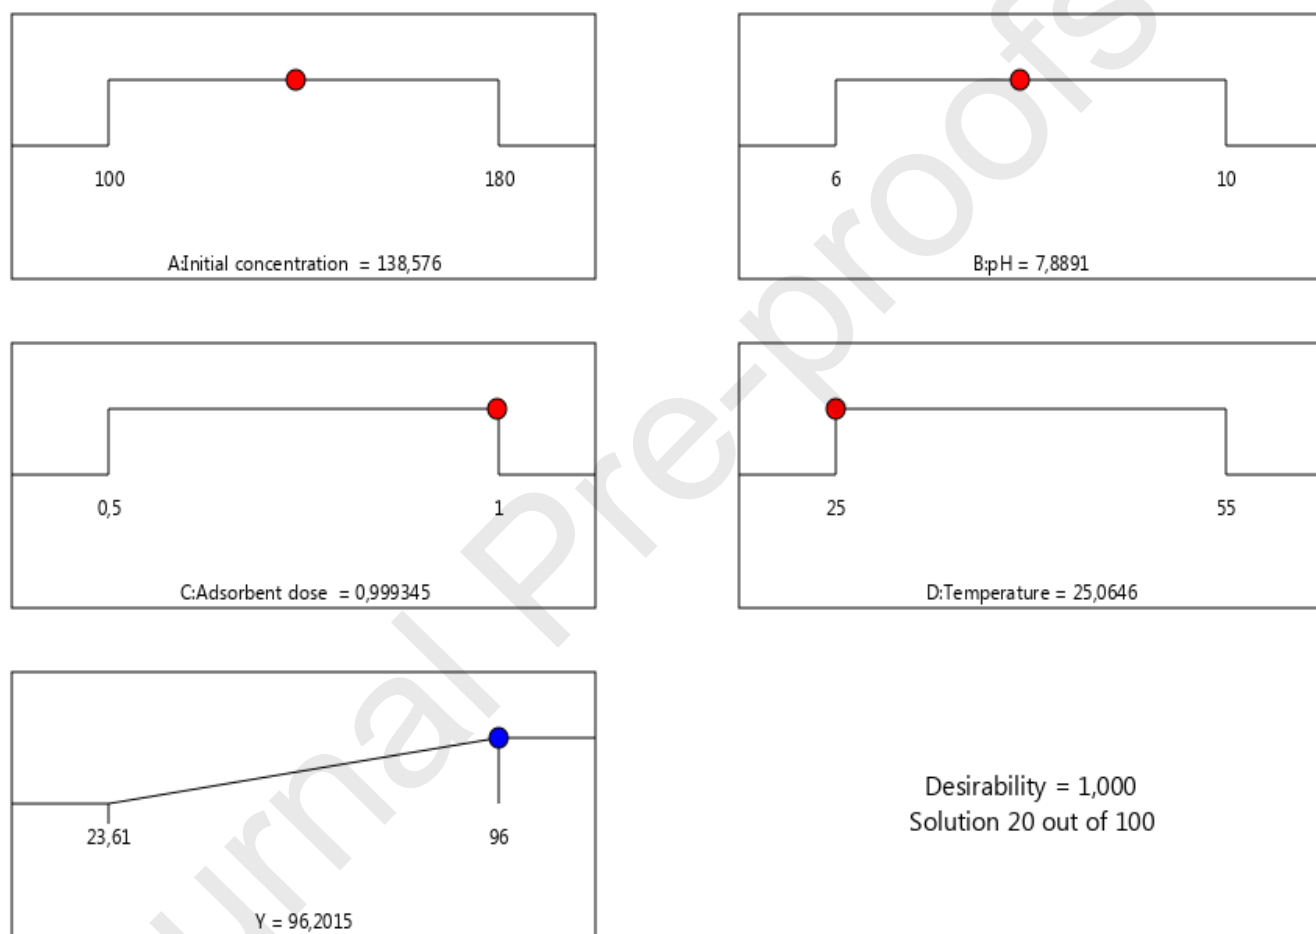 100 180
A:Initial concentration = 138,576
6 10
B:pH = 7,8891
0,5 1
C:Adsorbent dose = 0,999345
25 55
D:Temperature = 25,0646
23,61 96
Y = 96,2015
Desirability = 1,000
Solution 20 out of 100
urnal Pre-proofs